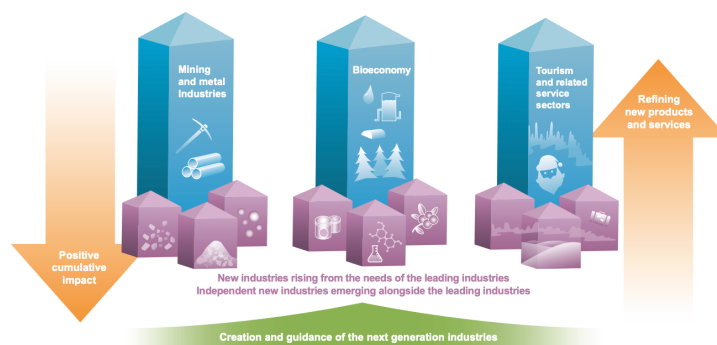 Mining
and metal
Industries
Bioeconomy
Tourism
and related
service
sectors
Refining
new products
and services
Positive
cumulative
impact
New industries rising from the needs of the leading industries
Independent new industries emerging alongside the leading industries
Creation and guidance of the next generation industries